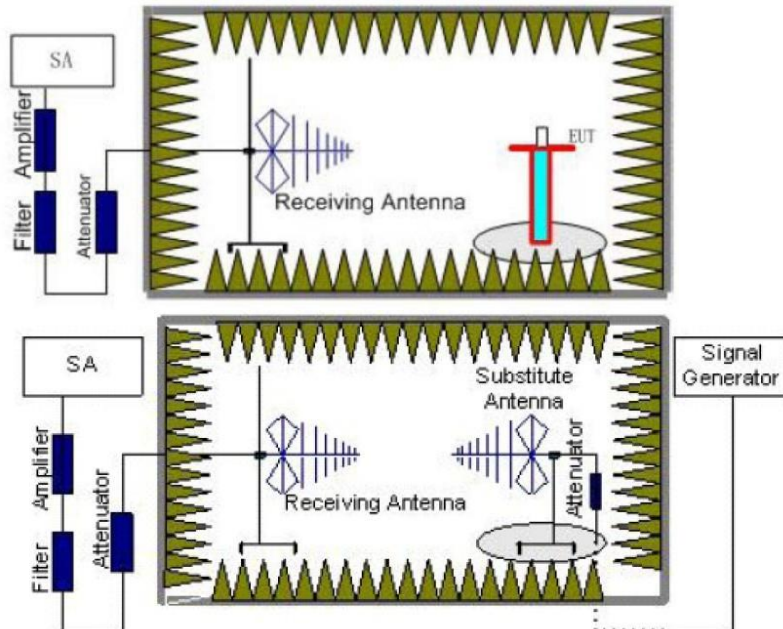 SA
Amplifier
Filter
Attenuator
Receiving Antenna
EUT
SA
Amplifier
Filter
Attenuator
Receiving Antenna
Substitute
Antenna
Attenuator
Signal
Generator